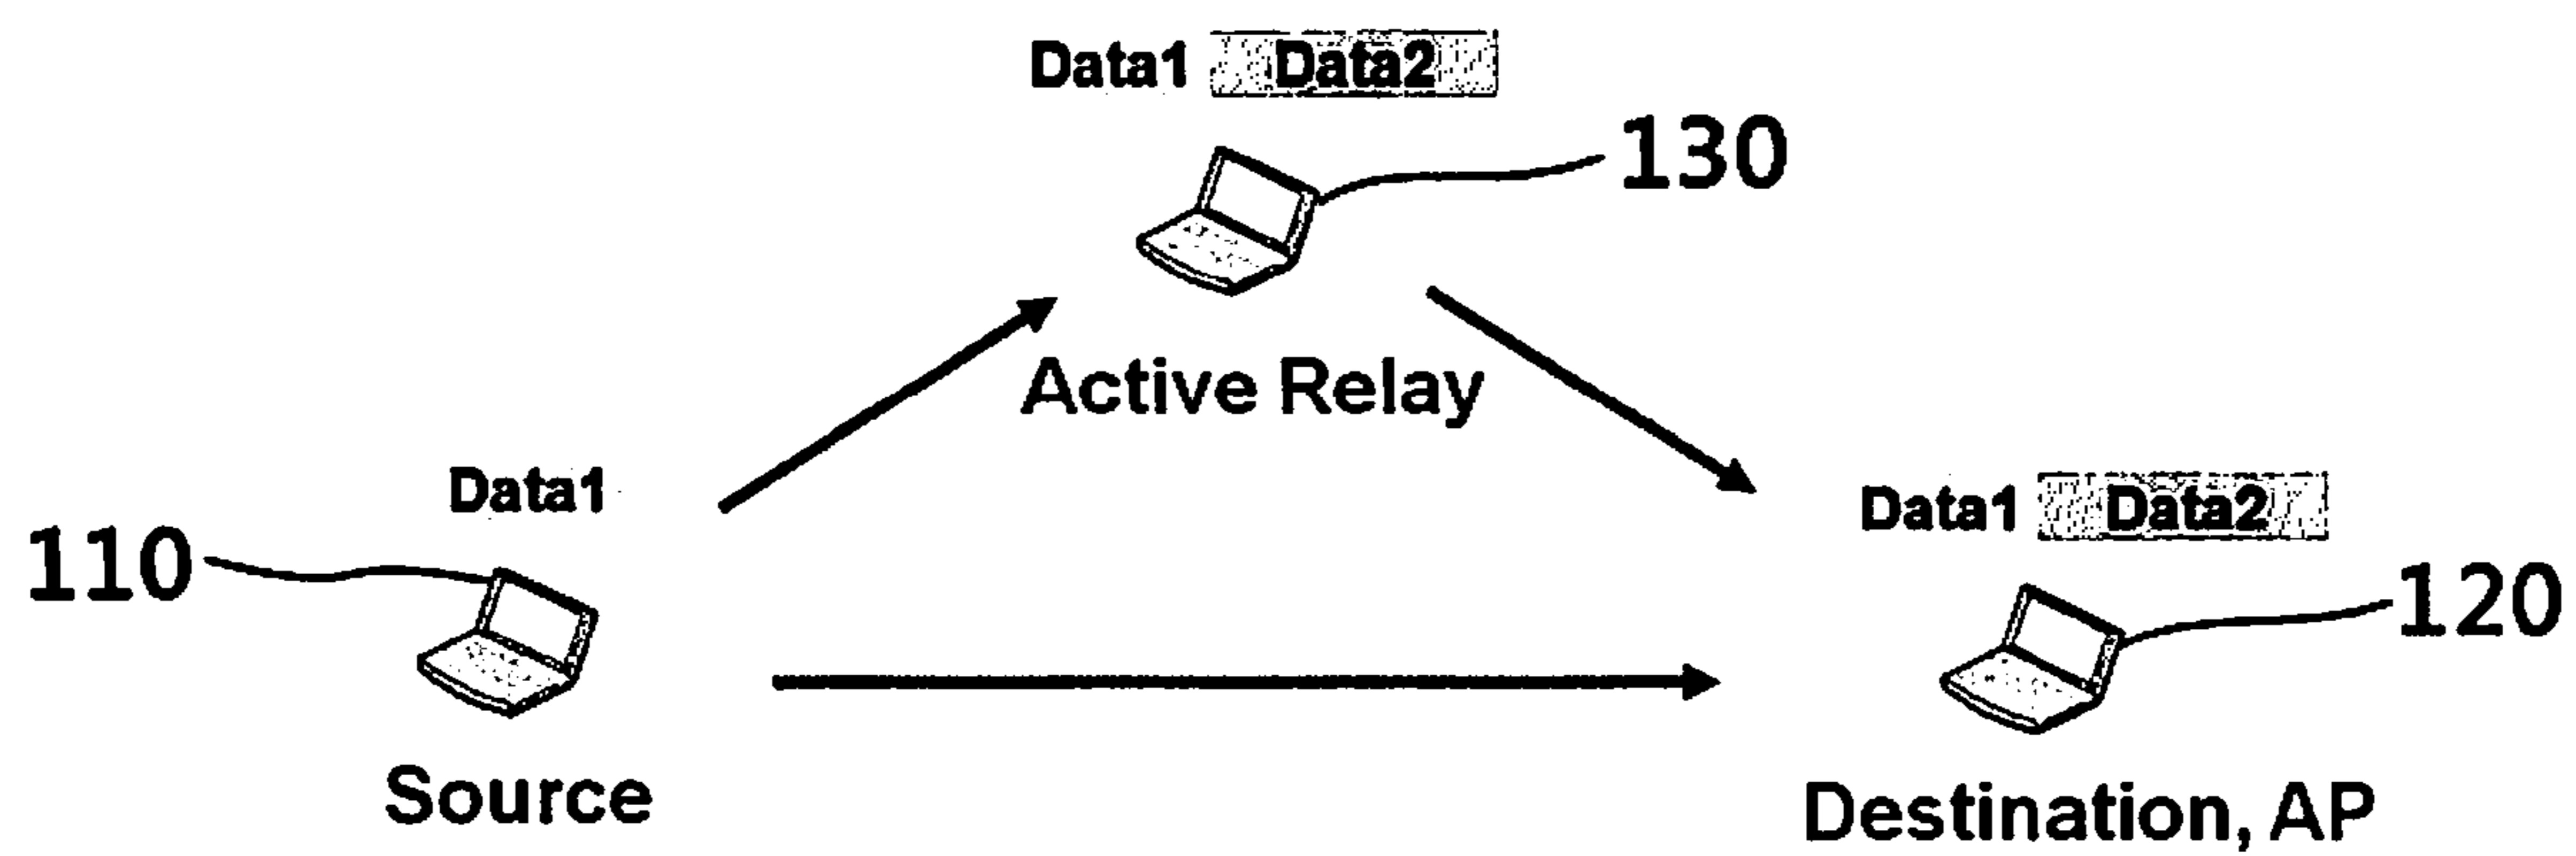 Data1 Data2
130
Active Relay
Data1
110
Source
Data1 Data2
120
Destination, AP